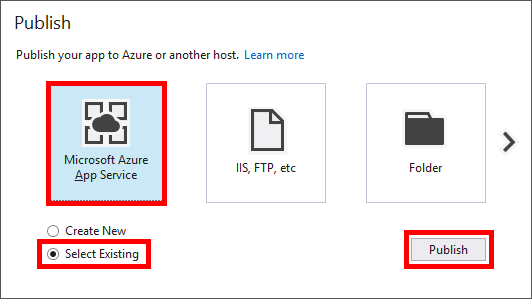 Publish
Publish your app to Azure or another host. Learn more
Microsoft Azure
App Service
IIS, FTP, etc
Folder
Create New
Select Existing
Publish